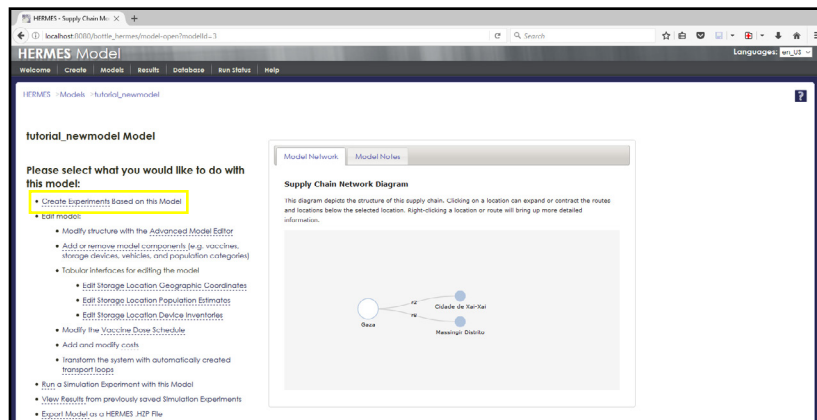 HERMES - Supply Chain Mo
localhost:8080/bottle_hermes/model-open?modelId=3
Search
HERMES Model
Languages: en_US
Welcome Create Models Results Database Run Status Help
HERMES >Models >tutorial_newmodel
?
tutorial_newmodel Model
Please select what you would like to do with
this model:
• Create Experiments Based on this Model
• Edit model:
• Modify structure with the Advanced Model Editor
• Add or remove model components (e.g. vaccines,
storage devices, vehicles, and population categories)
• Tabular interfaces for editing the model
• Edit Storage Location Geographic Coordinates
• Edit Storage Location Population Estimates
• Edit Storage Location Device Inventories
• Modify the Vaccine Dose Schedule
• Add and modify costs
• Transform the system with automatically created
transport loops
• Run a Simulation Experiment with this Model
• View Results from previously saved Simulation Experiments
• Export Model as a HERMES .HZP File
Model Network Model Notes
Supply Chain Network Diagram
This diagram depicts the structure of this supply chain. Clicking on a location can expand or contract the routes
and locations below the selected location. Right-clicking a location or route will bring up more detailed
information.
Gaza
Cidade de Xai-Xai
Massingir Distrito